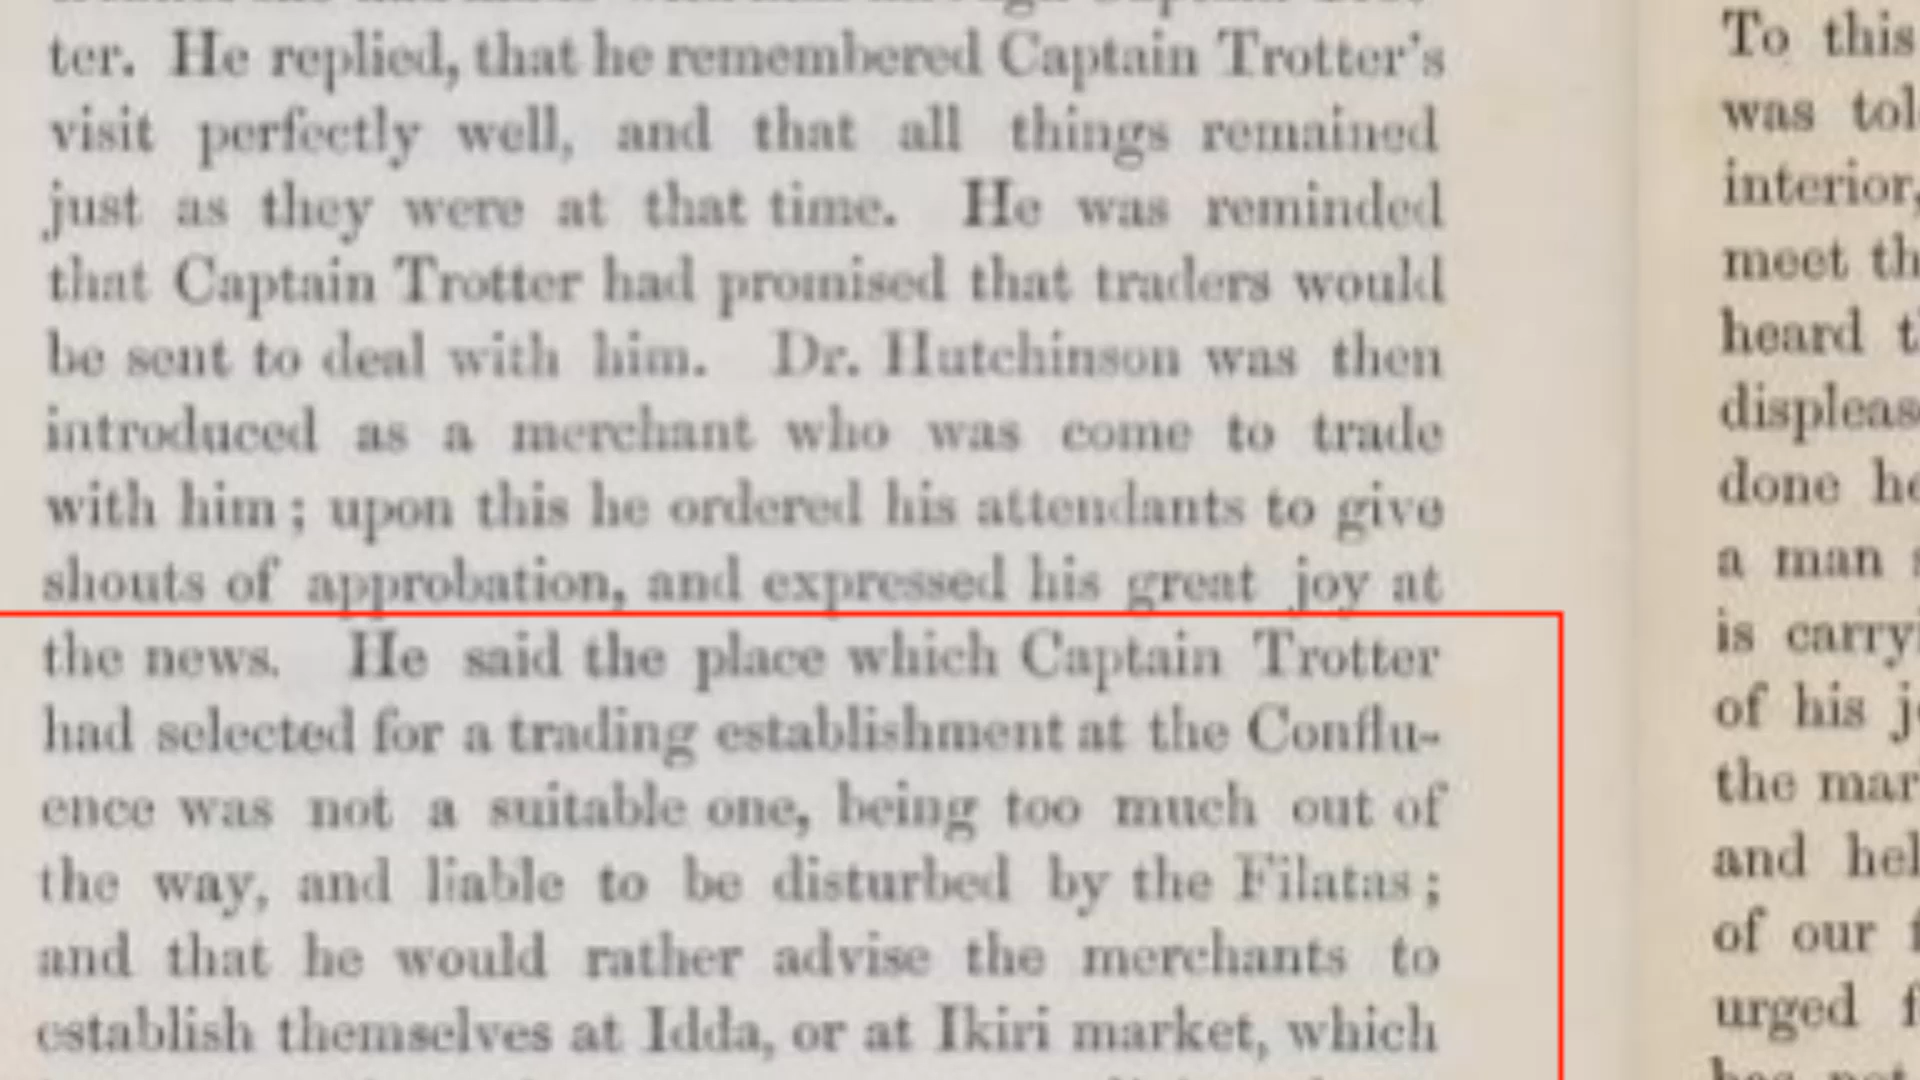 ter. He replied, that he remembered Captain Trotter's
visit perfectly well, and that all things remained
just as they were at that time. He was reminded
that Captain Trotter had promised that traders would
be sent to deal with him. Dr. Hutchinson was then
introduced as a merchant who was come to trade
with him; upon this he ordered his attendants to give
shouts of approbation, and expressed his great joy at
the news. He said the place which Captain Trotter
had selected for a trading establishment at the Conflu-
ence was not a suitable one, being too much out of
the way, and liable to be disturbed by the Filatas;
and that he would rather advise the merchants to
establish themselves at Idda, or at Ikiri market, which
To this
was
interior,
meet
heard
done
a man
is
of his
the
and
of our
urged